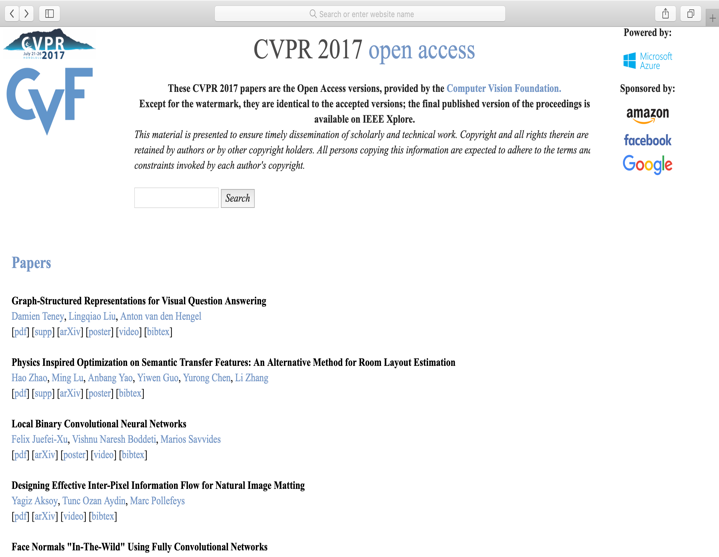 Search or enter website name
CVPR
July 21-26
2017
CVF
CVPR 2017 open access
These CVPR 2017 papers are the Open Access versions, provided by the Computer Vision Foundation.
Except for the watermark, they are identical to the accepted versions; the final published version of the proceedings is
available on IEEE Xplore.
This material is presented to ensure timely dissemination of scholarly and technical work. Copyright and all rights therein are
retained by authors or by other copyright holders. All persons copying this information are expected to adhere to the terms and
constraints invoked by each author's copyright.
Search
Powered by:
Microsoft
Azure
Sponsored by:
amazon
facebook
Google
Papers
Graph-Structured Representations for Visual Question Answering
Damien Teney, Lingqiao Liu, Anton van den Hengel
[pdf] [supp] [arXiv] [poster] [video] [bibtex]
Physics Inspired Optimization on Semantic Transfer Features: An Alternative Method for Room Layout Estimation
Hao Zhao, Ming Lu, Anbang Yao, Yiwen Guo, Yurong Chen, Li Zhang
[pdf] [supp] [arXiv] [poster] [bibtex]
Local Binary Convolutional Neural Networks
Felix Juefei-Xu, Vishnu Naresh Boddeti, Marios Savvides
[pdf] [arXiv] [poster] [video] [bibtex]
Designing Effective Inter-Pixel Information Flow for Natural Image Matting
Yagiz Aksoy, Tunc Ozan Aydin, Marc Pollefeys
[pdf] [arXiv] [video] [bibtex]
Face Normals "In-The-Wild" Using Fully Convolutional Networks